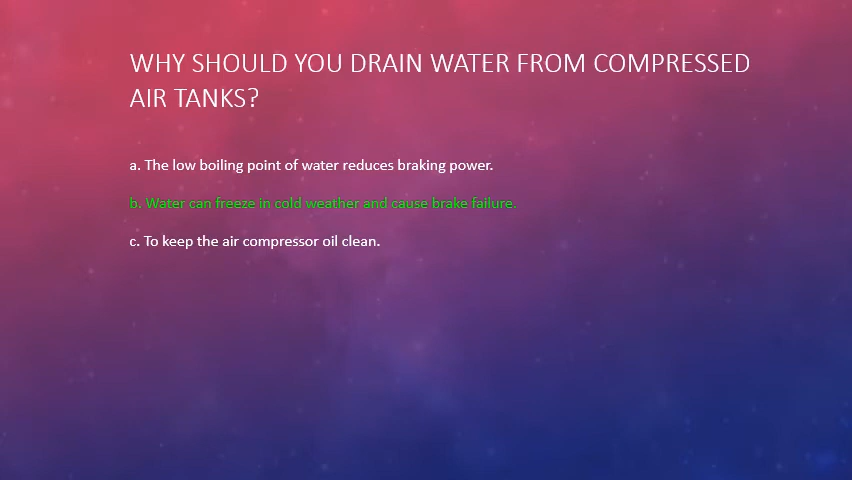 WHY SHOULD YOU DRAIN WATER FROM COMPRESSED
AIR TANKS?
a. The low boiling point of water reduces braking power.
b. Water can freeze in cold weather and cause brake failure.
c. To keep the air compressor oil clean.